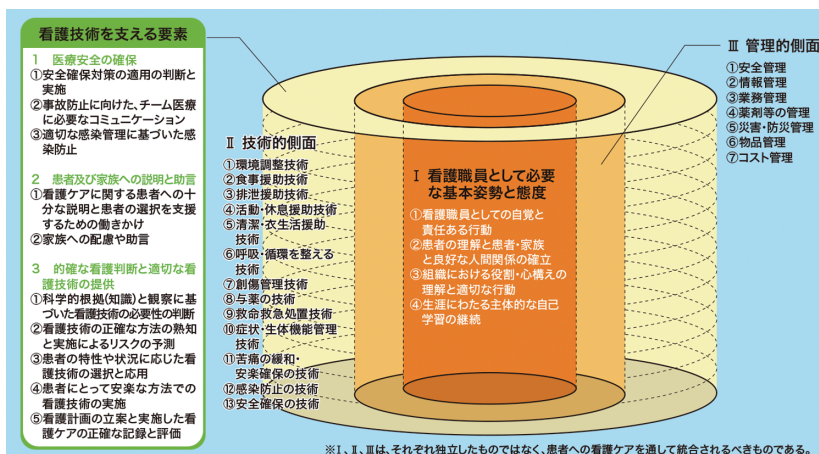 看護技術を支える要素
1 医療安全の確保
①安全確保対策の適用の判断と
実施
②事故防止に向けた、チーム医療
に必要なコミュニケーション
③適切な感染管理に基づいた感
染防止
2 患者及び家族への説明と助言
①看護ケアに関する患者への十
分な説明と患者の選択を支援
するための働きかけ
②家族への配慮や助言
3 的確な看護判断と適切な看
護技術の提供
①科学的根拠(知識)と観察に基
づいた看護技術の必要性の判断
②看護技術の正確な方法の熟知
と実施によるリスクの予測
③患者の特性や状況に応じた看
護技術の選択と応用
④患者にとって安楽な方法での
看護技術の実施
⑤看護計画の立案と実施した看
護ケアの正確な記録と評価
Ⅱ 技術的側面
①環境調整技術
②食事援助技術
③排泄援助技術
④活動・休息援助技術
⑤清潔・衣生活援助
技術
⑥呼吸・循環を整える
技術
⑦創傷管理技術
⑧与薬の技術
⑨救命救急処置技術
⑩症状・生体機能管理
技術
⑪苦痛の緩和・
安楽確保の技術
⑫感染防止の技術
⑬安全確保の技術
Ⅰ 看護職員として必要
な基本姿勢と態度
①看護職員としての自覚と
責任ある行動
②患者の理解と患者・家族
と良好な人間関係の確立
③組織における役割・心構えの
理解と適切な行動
④生涯にわたる主体的な自己
学習の継続
Ⅲ 管理的側面
①安全管理
②情報管理
③業務管理
④薬剤等の管理
⑤災害・防災管理
⑥物品管理
⑦コスト管理
※Ⅰ、Ⅱ、Ⅲは、それぞれ独立したものではなく、患者への看護ケアを通して統合されるべきものである。